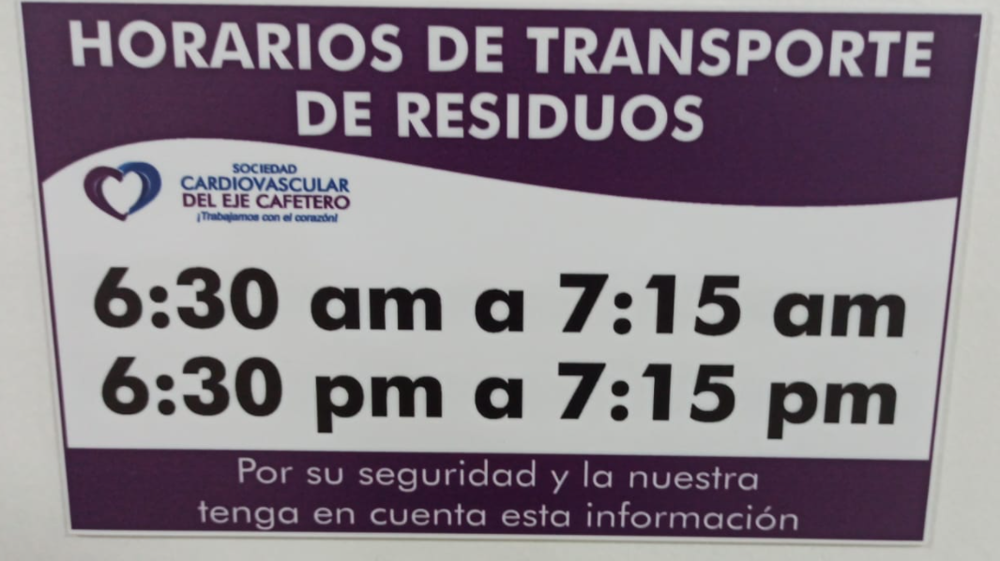 HORARIOS DE TRANSPORTE
DE RESIDUOS
SOCIEDAD
CARDIOVASCULAR
DEL EJE CAFETERO
¡Trabajamos con el corazón!
6:30 am a 7:15 am
6:30 pm a 7:15 pm
Por su seguridad y la nuestra
tenga en cuenta esta información